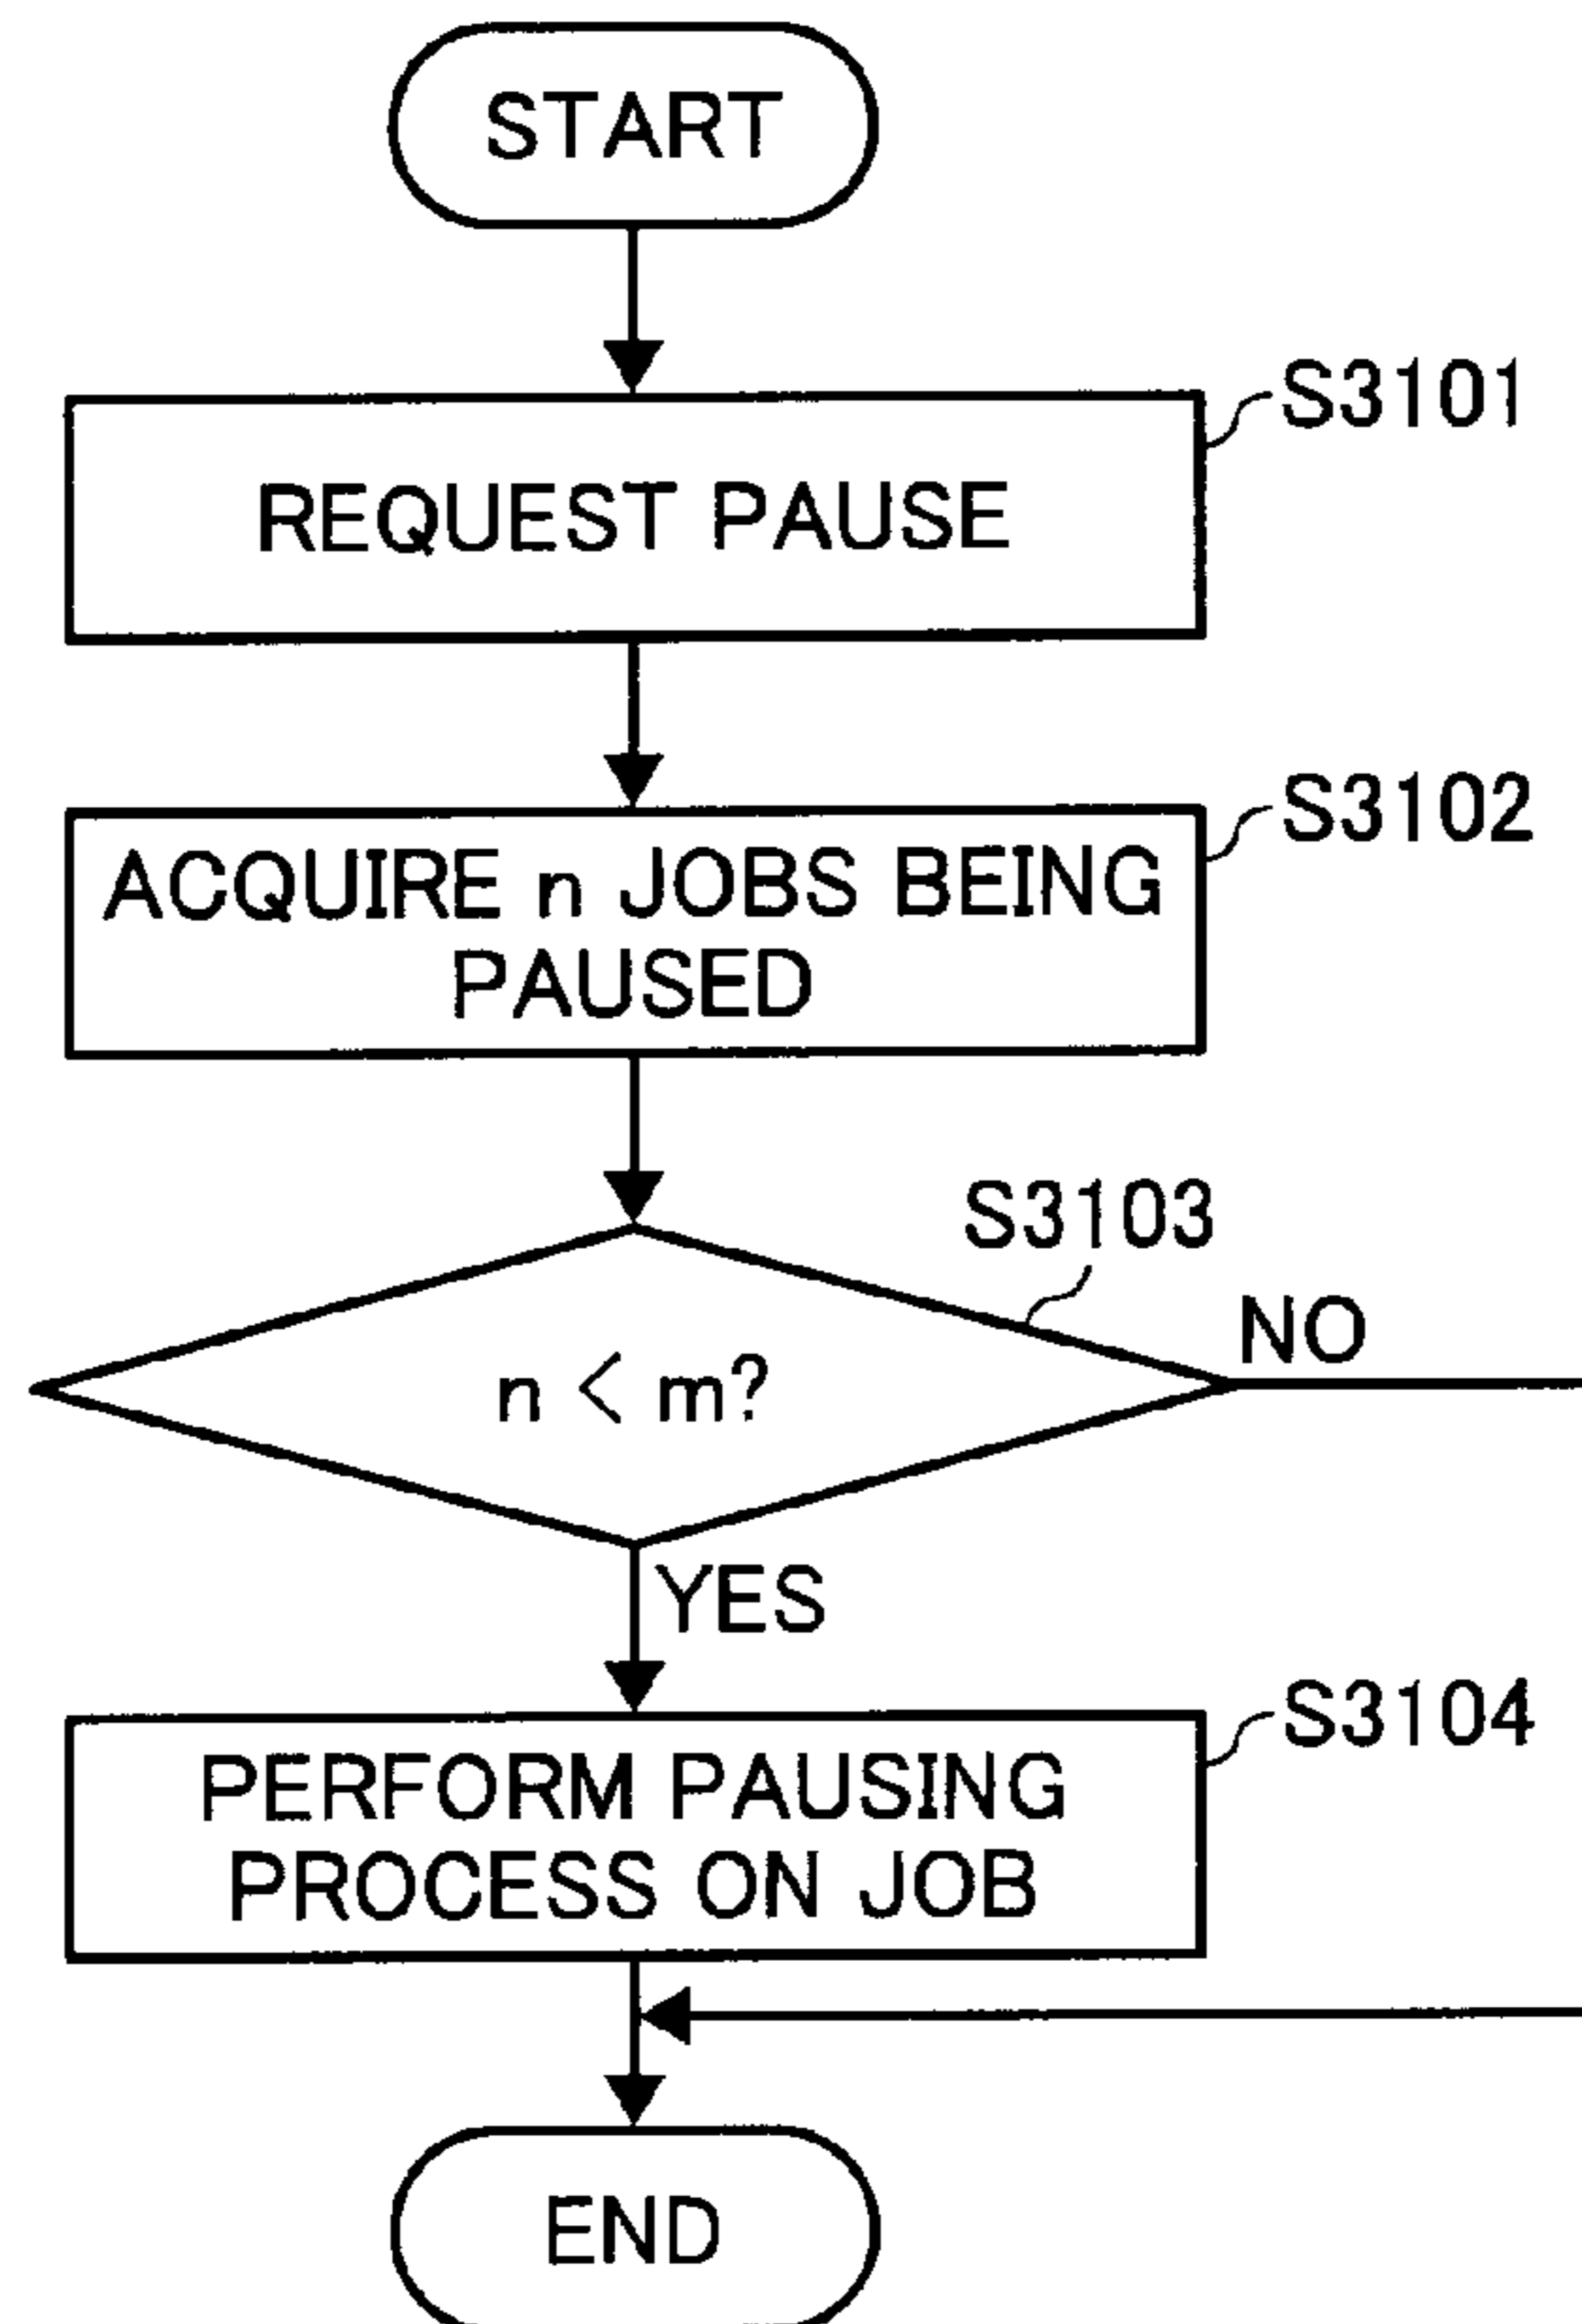 START
S3101
REQUEST PAUSE
S3102
ACQUIRE n JOBS BEING
PAUSED
S3103
NO
n < m?
YES
S3104
PERFORM PAUSING
PROCESS ON JOB
END